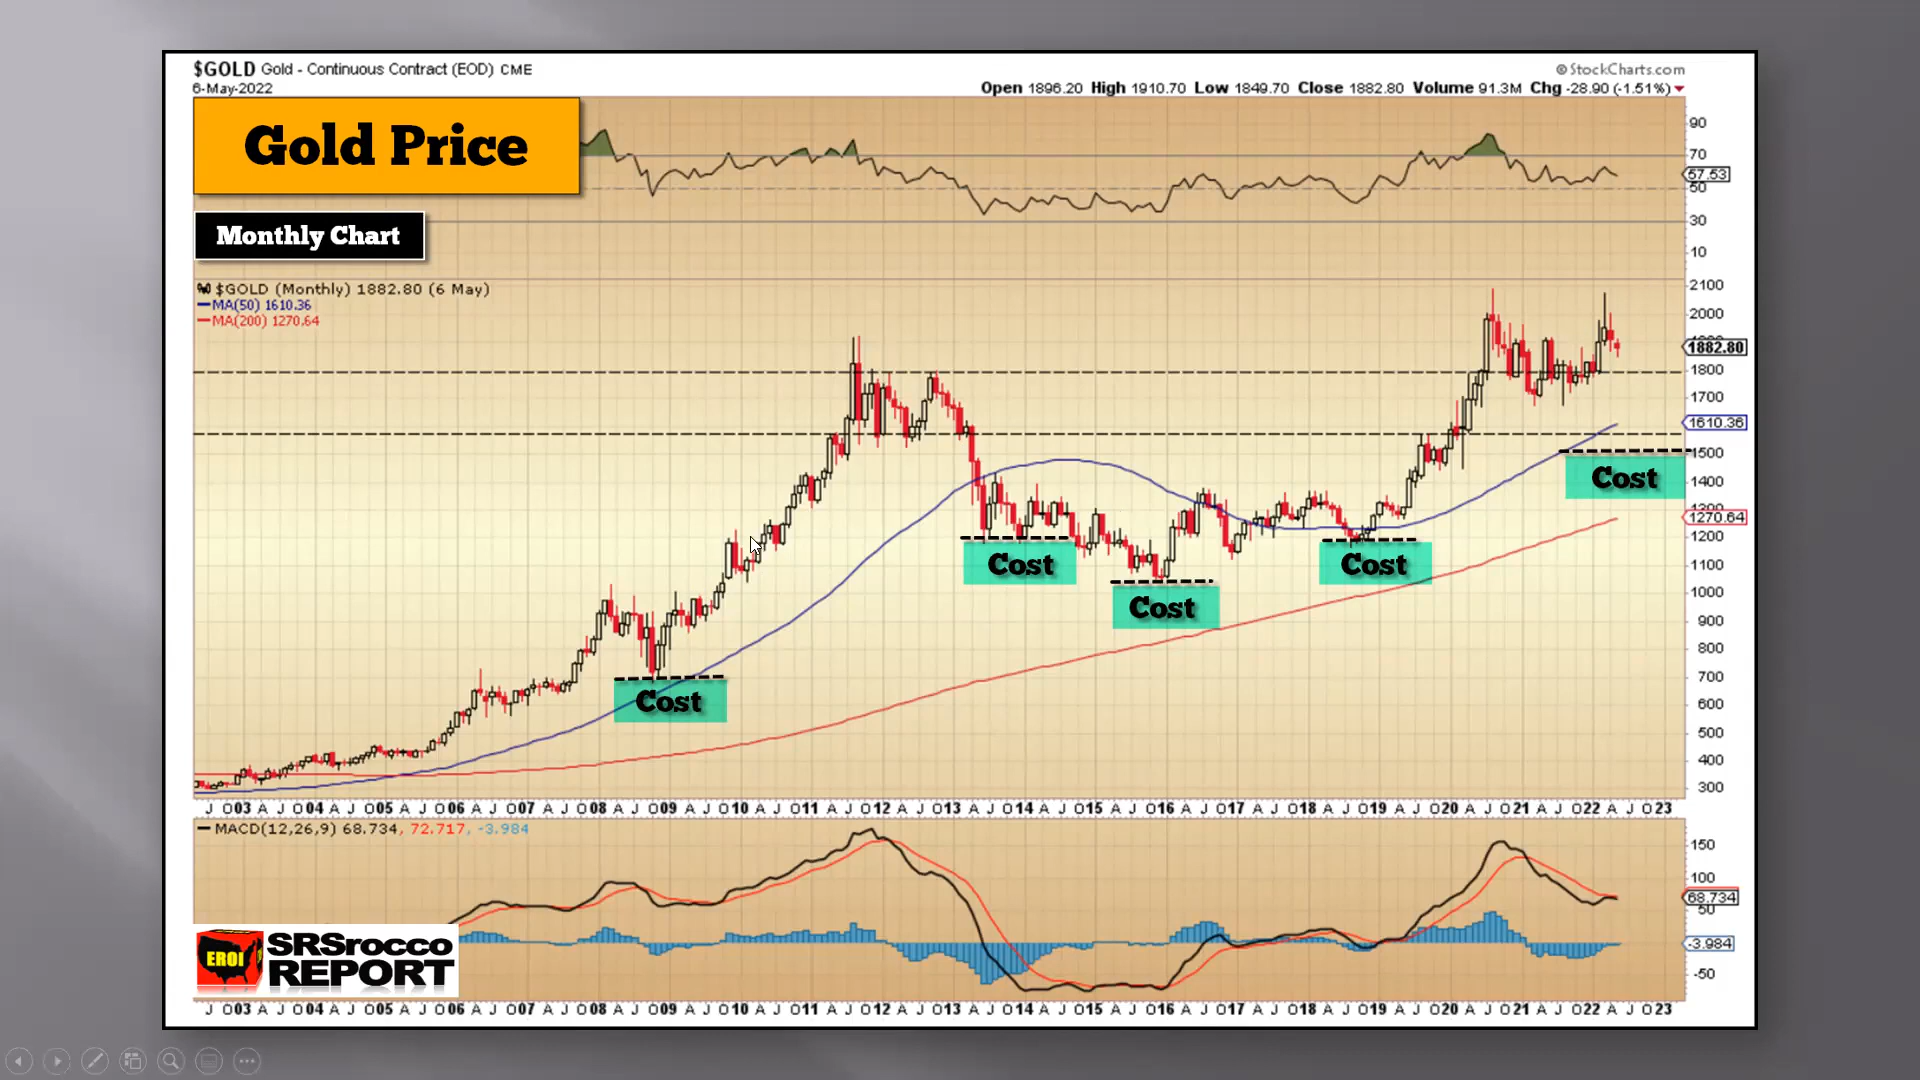 $GOLD Gold - Continuous Contract (EOD) CME
© StockCharts.com
6-May-2022
Open 1896.20 High 1910.70 Low 1849.70 Close 1882.80 Volume 91.3M Chg -28.90 (-1.51%)
Gold Price
Monthly Chart
90
70
57.53
50
30
10
$GOLD (Monthly) 1882.80 (6 May)
MA(50) 1610.36
MA(200) 1270.64
2100
2000
1882.80
1800
1700
1610.36
1500
1400
1270.64
1200
1100
1000
900
800
700
600
500
400
300
Cost
Cost
Cost
Cost
Cost
J O 03 A J O 04 A J O 05 A J O 06 A J O 07 A J O 08 A J O 09 A J O 10 A J O 11 A J O 12 A J O 13 A J O 14 A J O 15 A J O 16 A J O 17 A J O 18 A J O 19 A J O 20 A J O 21 A J O 22 A J O 23
MACD(12,26,9) 68.734, 72.717, -3.984
150
100
68.734
50
-3.984
-50
EROI
SRSrocco
REPORT
J O 03 A J O 04 A J O 05 A J O 06 A J O 07 A J O 08 A J O 09 A J O 10 A J O 11 A J O 12 A J O 13 A J O 14 A J O 15 A J O 16 A J O 17 A J O 18 A J O 19 A J O 20 A J O 21 A J O 22 A J O 23